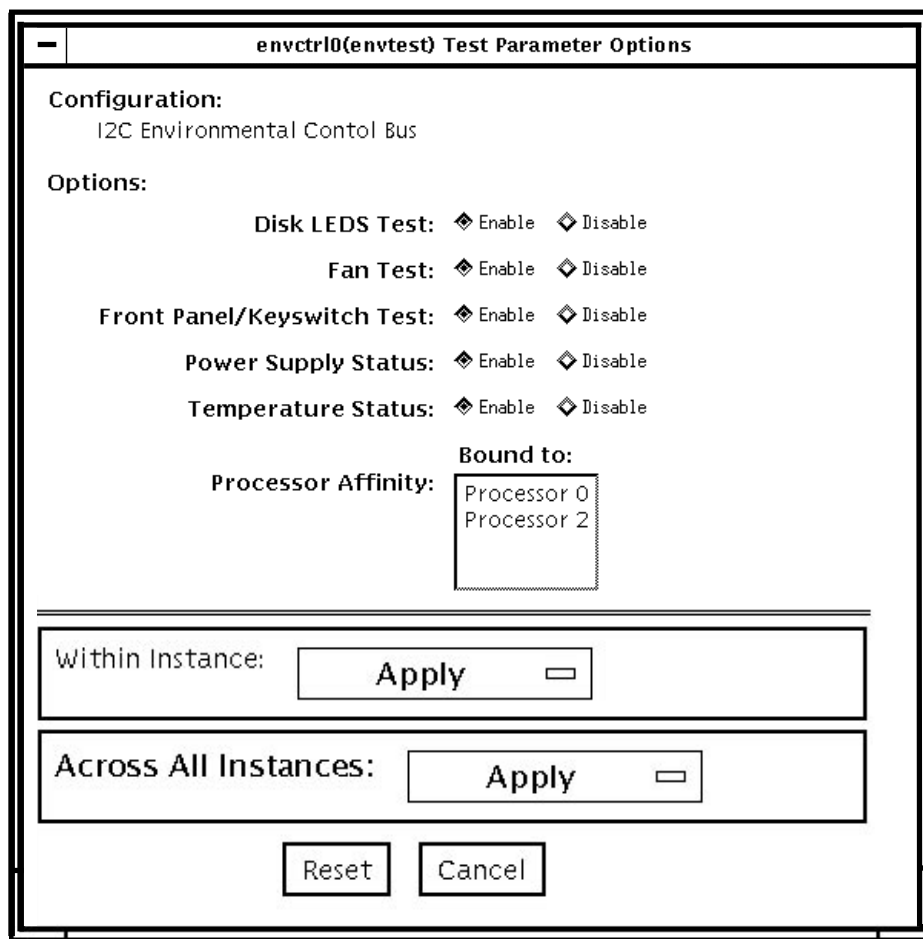 envctrl0(envtest) Test Parameter Options
Configuration:
I2C Environmental Contol Bus
Options:
Disk LEDS Test: Enable Disable
Fan Test: Enable Disable
Front Panel/Keyswitch Test: Enable Disable
Power Supply Status: Enable Disable
Temperature Status: Enable Disable
Bound to:
Processor Affinity:
Processor 0
Processor 2
Within Instance: Apply
Across All Instances: Apply
Reset Cancel